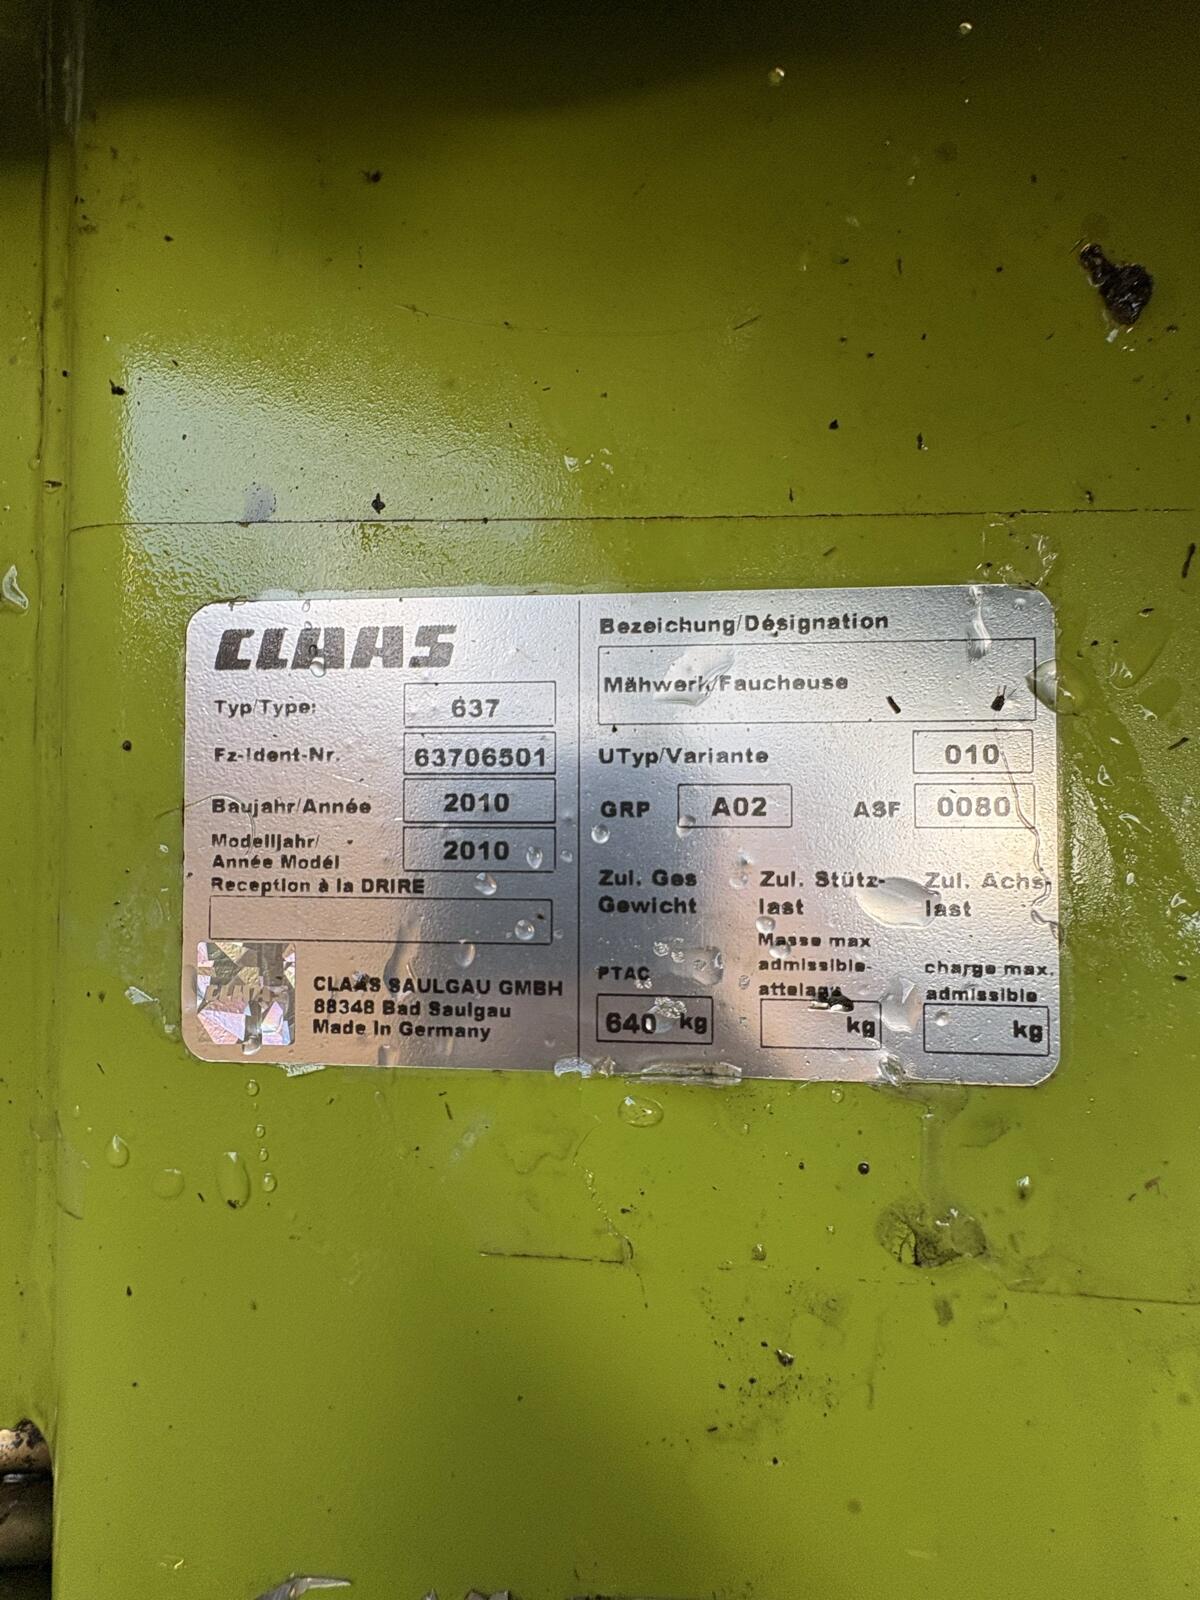 CLAAS
Typ/Type: 637
Fz-Ident-Nr. 63706501
Baujahr/Année 2010
Modelljahr/
Année Modél 2010
Reception à la DRIRE
CLAAS
CLAAS SAULGAU GMBH
88348 Bad Saulgau
Made In Germany
Bezeichung/Désignation
Mähwerk/Faucheuse
UTyp/Variante 010
GRP A02 ASF 0080
Zul. Ges Zul. Stütz- Zul. Achs-
Gewicht last last
Masse max
PTAC admissible- charge max.
attelage admissible
640 kg kg kg